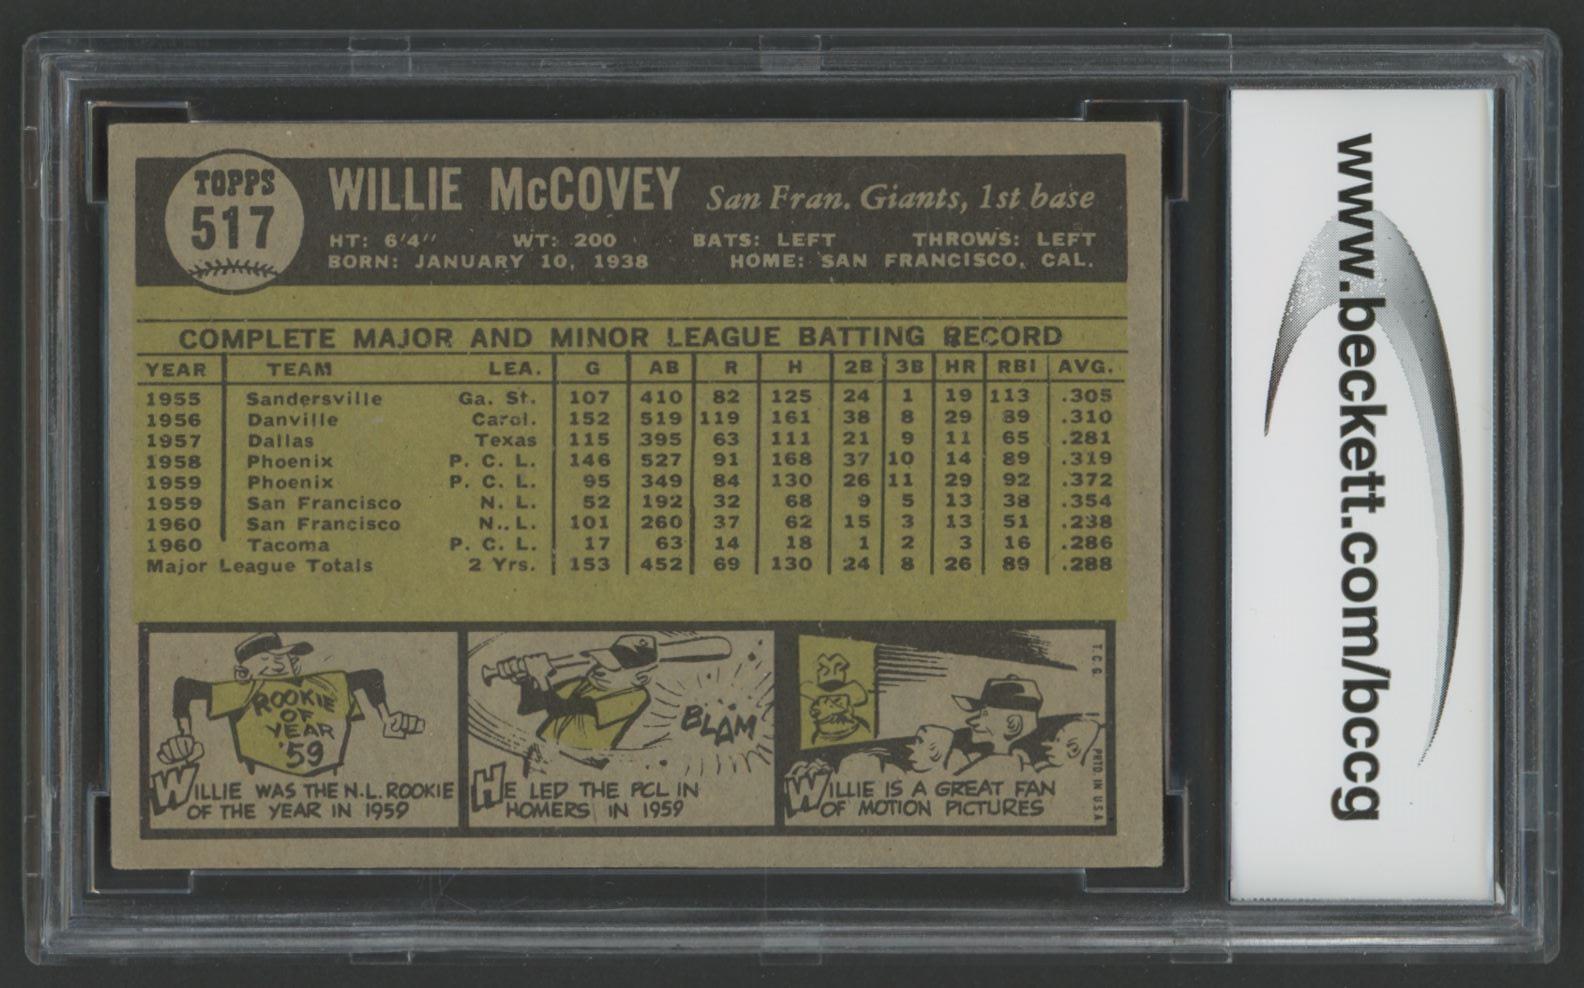 TOPPS
517
WILLIE McCOVEY San Fran. Giants, 1st base
HT: 6'4" WT: 200 BATS: LEFT THROWS: LEFT
BORN: JANUARY 10, 1938 HOME: SAN FRANCISCO, CAL.
COMPLETE MAJOR AND MINOR LEAGUE BATTING RECORD
YEAR TEAM LEA. G AB R H 2B 3B HR RBI AVG.
1955 Sandersville Ga. St. 107 410 82 125 24 1 19 113 .305
1956 Danville Carol. 152 519 119 161 38 8 29 89 .310
1957 Dallas Texas 115 395 63 111 21 9 11 65 .281
1958 Phoenix P. C. L. 146 527 91 168 37 10 14 89 .319
1959 Phoenix P. C. L. 95 349 84 130 26 11 29 92 .372
1959 San Francisco N. L. 52 192 32 68 9 5 13 38 .354
1960 San Francisco N. L. 101 260 37 62 15 3 13 51 .238
1960 Tacoma P. C. L. 17 63 14 18 1 2 3 16 .286
Major League Totals 2 Yrs. 153 452 69 130 24 8 26 89 .288
ROOKIE
OF
YEAR
'59
WILLIE WAS THE N.L. ROOKIE
OF THE YEAR IN 1959
BLAM
HE LED THE PCL IN
HOMERS IN 1959
WILLIE IS A GREAT FAN
OF MOTION PICTURES
T.C.G.
PRTD. IN U.S.A.
www.beckett.com/bccg